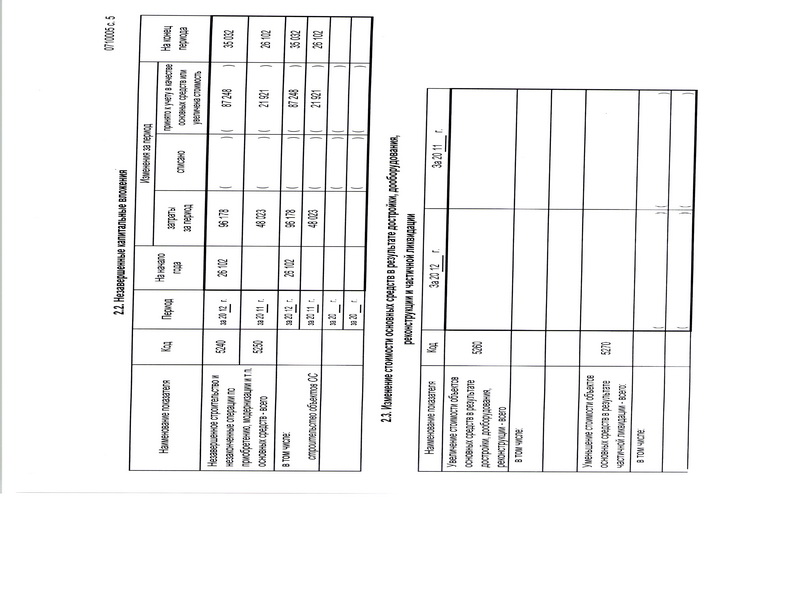 0710005 с. 5
2.2. Незавершенные капитальные вложения
Наименование показателя Код Период На начало года Изменения за период На конец периода
затраты за период списано принято к учету в качестве основных средств или увеличена стоимость
Незавершенное строительство и незаконченные операции по приобретению, модернизации и т.п. основных средств - всего 5240 за 20 12 г. 26 102 96 178 ( ) ( 87 248 ) 35 032
5250 за 20 11 г. 48 023 ( ) ( 21 921 ) 26 102
в том числе: за 20 12 г. 26 102 96 178 ( ) ( 87 248 ) 35 032
строительство объектов ОС за 20 11 г. 48 023 ( ) ( 21 921 ) 26 102
за 20 г. ( ) ( )
за 20 г. ( ) ( )
2.3. Изменение стоимости основных средств в результате достройки, дооборудования,
реконструкции и частичной ликвидации
Наименование показателя Код За 20 12 г. За 20 11 г.
Увеличение стоимости объектов
основных средств в результате
достройки, дооборудования,
реконструкции - всего 5260
в том числе:
Уменьшение стоимости объектов
основных средств в результате
частичной ликвидации - всего: 5270
в том числе:
( ) ( )
( ) ( )